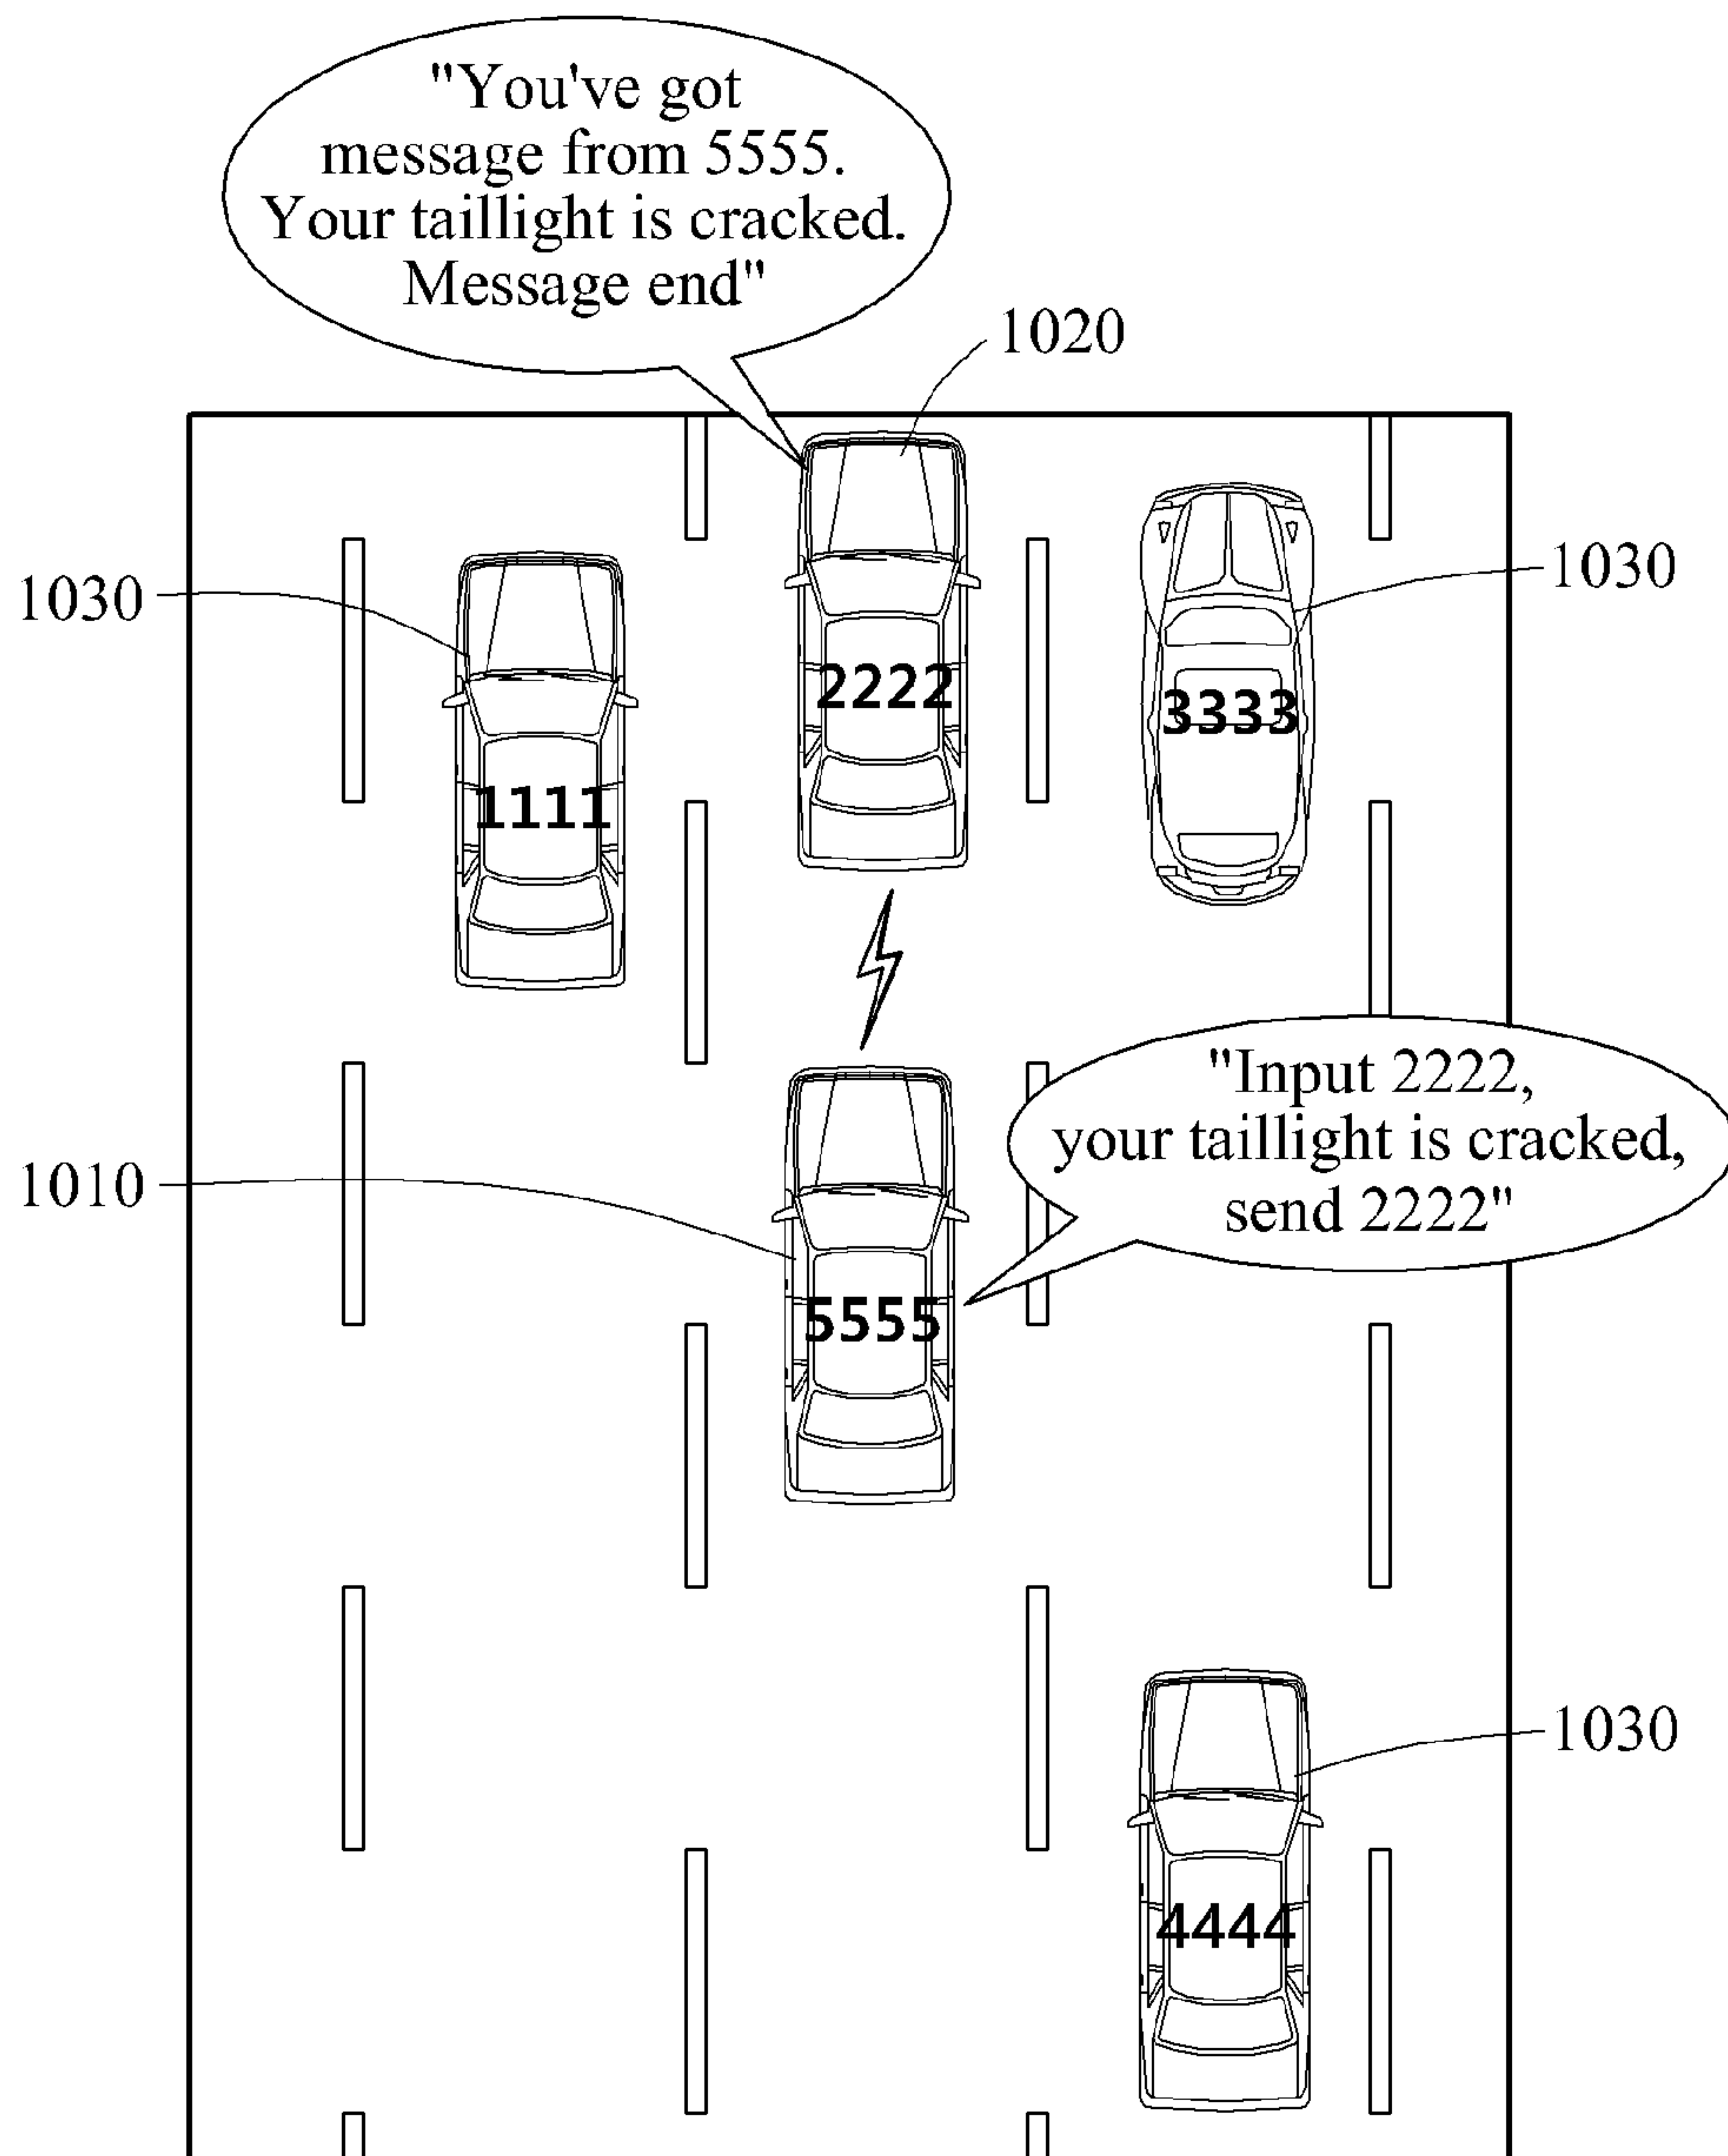 "You've got
message from 5555.
Your taillight is cracked.
Message end"
1020
1030
1030
2222
3333
1111
"Input 2222,
your taillight is cracked,
send 2222"
1010
5555
1030
4444